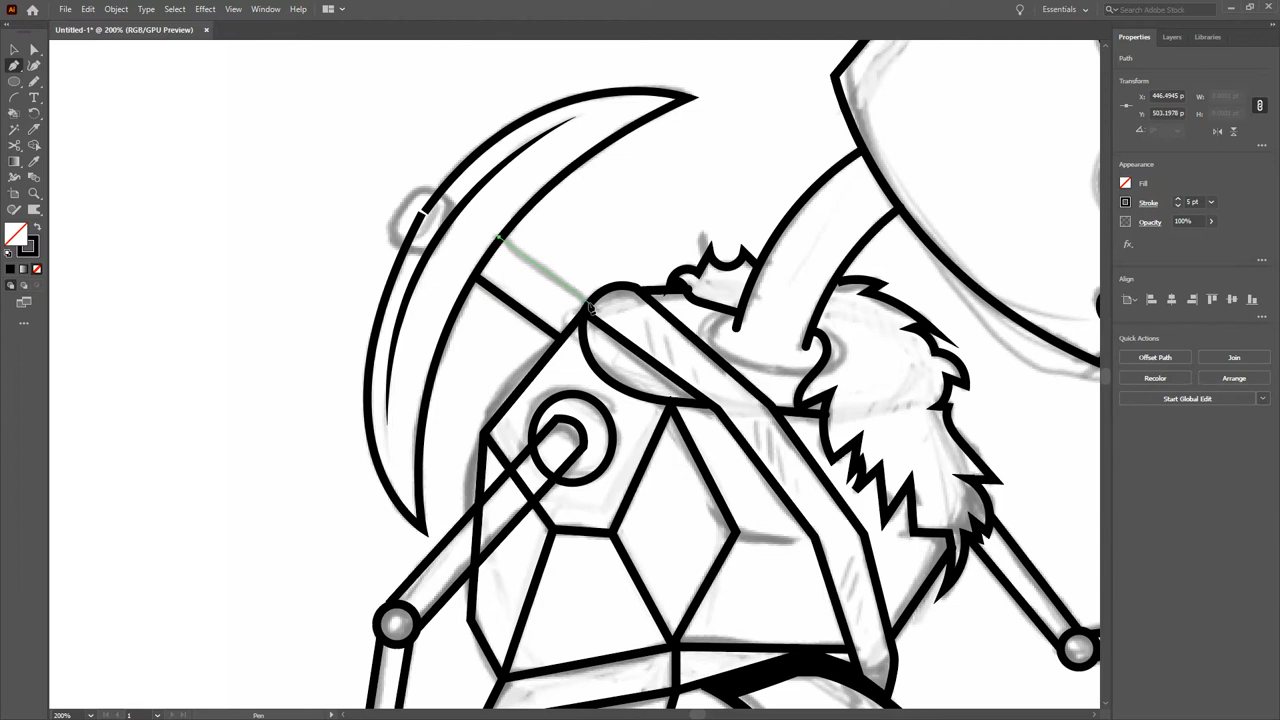 File Edit Object Type Select Effect View Window Help
Essentials
Search Adobe Stock
Untitled-1* @ 200% (RGB/GPU Preview) ×
Properties Layers Libraries
Path
Transform
X: 446.4945 p W:
Y: 503.1978 p H:
Appearance
Fill
Stroke 5 pt
Opacity 100%
fx
Align
Quick Actions
Offset Path Join
Recolor Arrange
Start Global Edit
200% 1 Pen